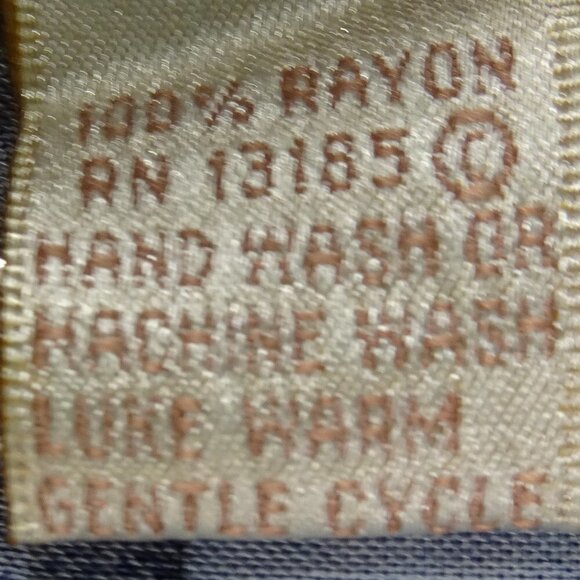 100% RAYON
RN 13185 ©
HAND WASH OR
MACHINE WASH
LUKE WARM
GENTLE CYCLE